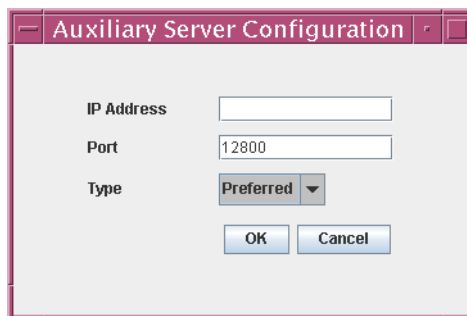 Auxiliary Server Configuration
IP Address
Port 12800
Type Preferred
OK Cancel